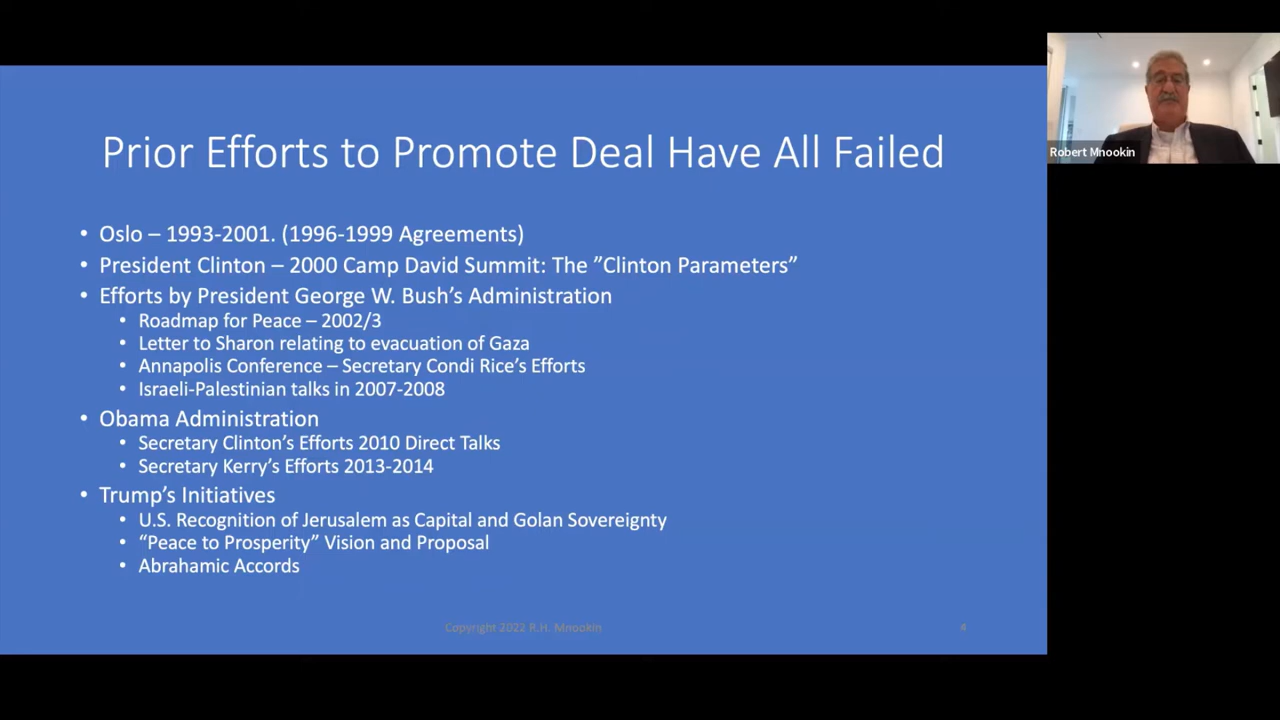 Prior Efforts to Promote Deal Have All Failed
• Oslo – 1993-2001. (1996-1999 Agreements)
• President Clinton – 2000 Camp David Summit: The ”Clinton Parameters”
• Efforts by President George W. Bush’s Administration
• Roadmap for Peace – 2002/3
• Letter to Sharon relating to evacuation of Gaza
• Annapolis Conference – Secretary Condi Rice’s Efforts
• Israeli-Palestinian talks in 2007-2008
• Obama Administration
• Secretary Clinton’s Efforts 2010 Direct Talks
• Secretary Kerry’s Efforts 2013-2014
• Trump’s Initiatives
• U.S. Recognition of Jerusalem as Capital and Golan Sovereignty
• “Peace to Prosperity” Vision and Proposal
• Abrahamic Accords
Copyright 2022 R.H. Mnookin
4
Robert Mnookin